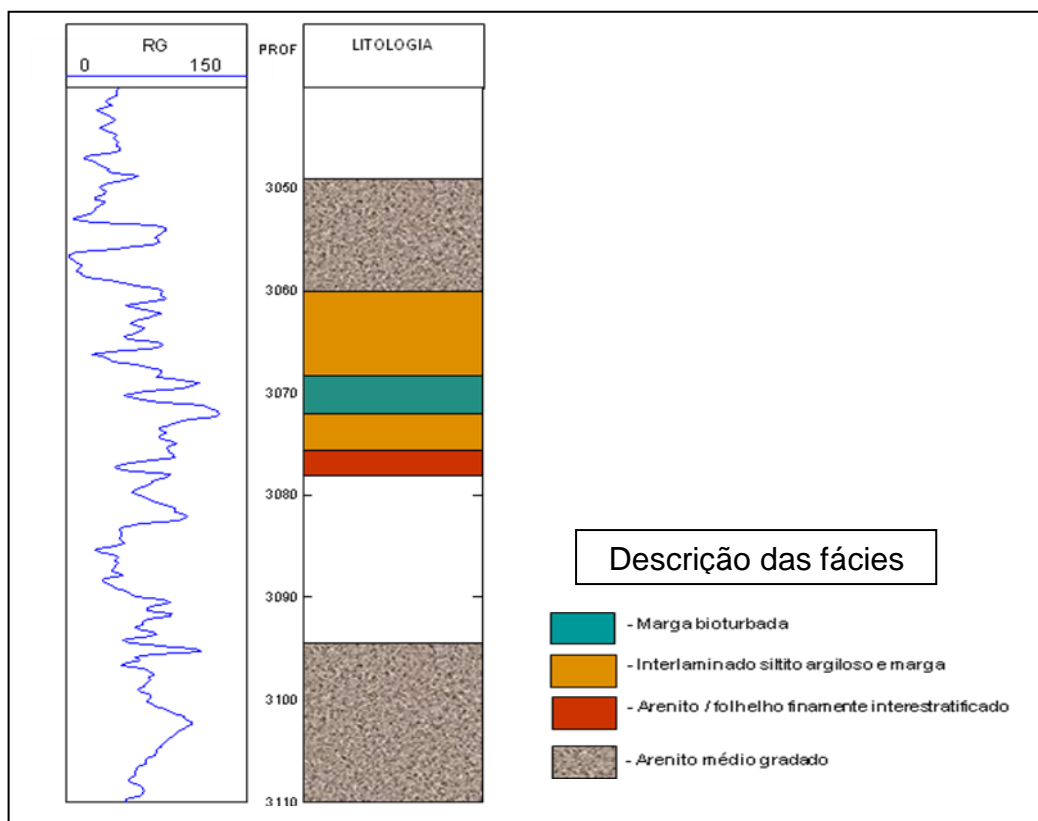 RG
0 150
PROF
LITOLOGIA
3050
3060
3070
3080
3090
3100
3110
Descrição das fácies
- Marga bioturbada
- Interlaminado siltito argiloso e marga
- Arenito / folhelho finamente interestratificado
- Arenito médio gradado